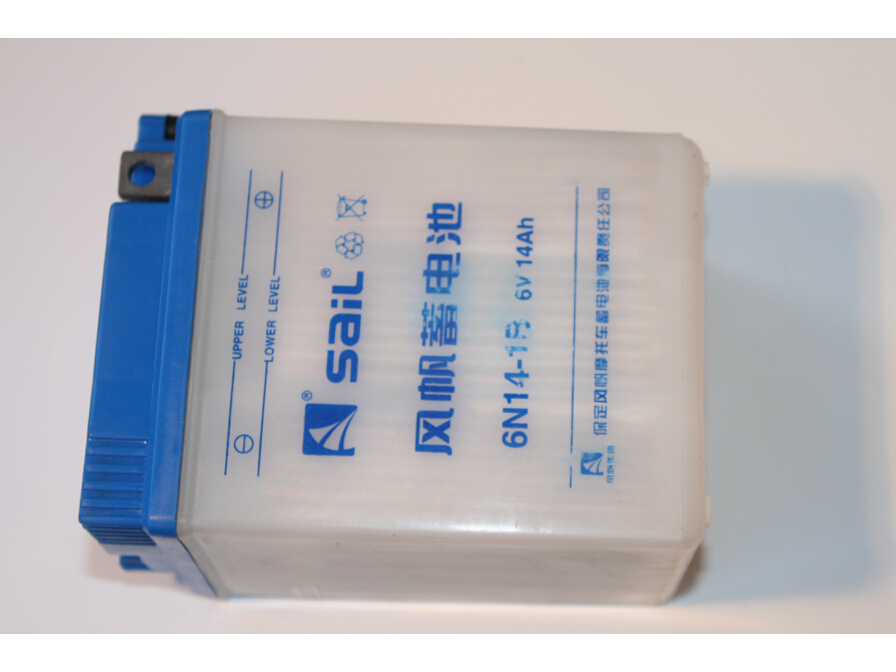 UPPER LEVEL
LOWER LEVEL
⊖ ⊕
® SAIL ®
风帆蓄电池
6N14-1B 6V 14Ah
保定风帆摩托车蓄电池有限责任公司